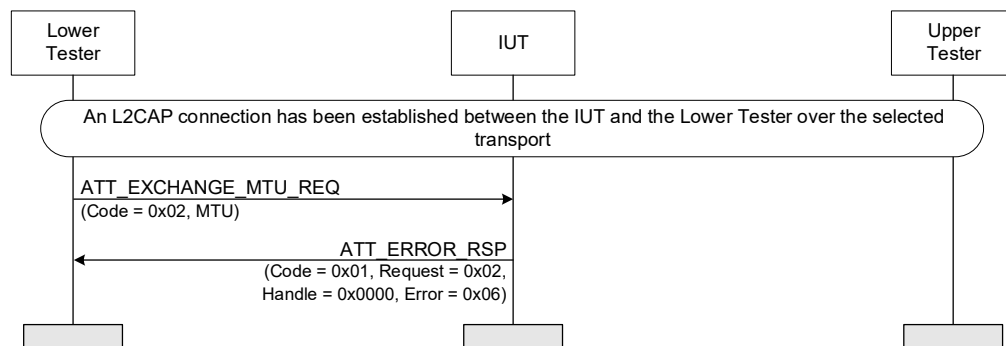 Lower
Tester
IUT
Upper
Tester
An L2CAP connection has been established between the IUT and the Lower Tester over the selected
transport
ATT_EXCHANGE_MTU_REQ
(Code = 0x02, MTU)
ATT_ERROR_RSP
(Code = 0x01, Request = 0x02,
Handle = 0x0000, Error = 0x06)